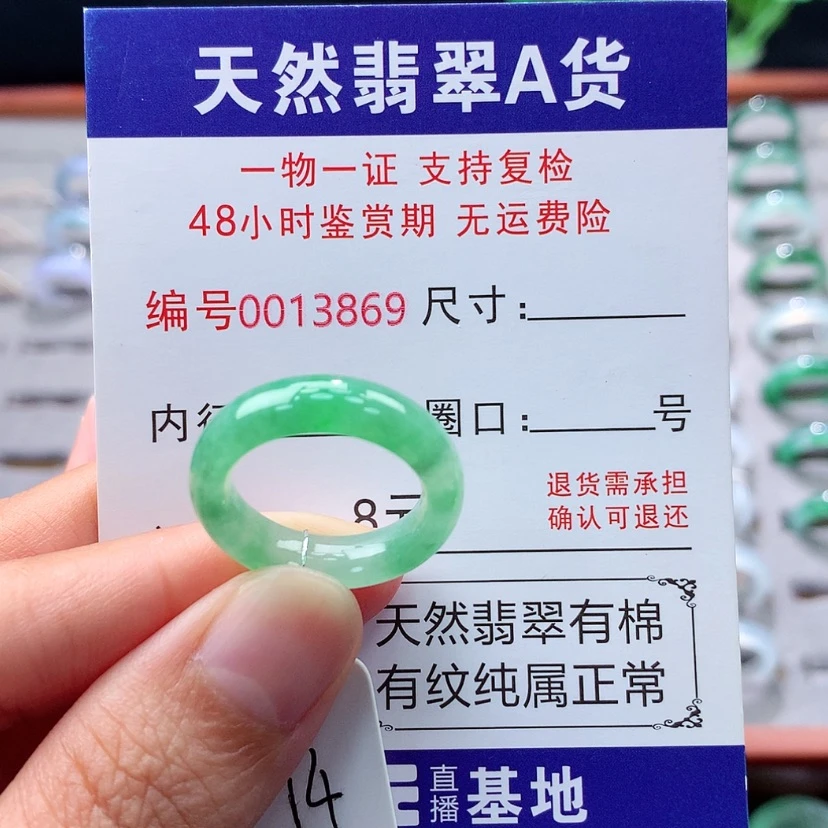 天然翡翠A货
一物一证 支持复检
48小时鉴赏期 无运费险
编号0013869 尺寸:
内 圈口: 号
8元
退货需承担
确认可退还
天然翡翠有棉
有纹纯属正常
直播
基地
14